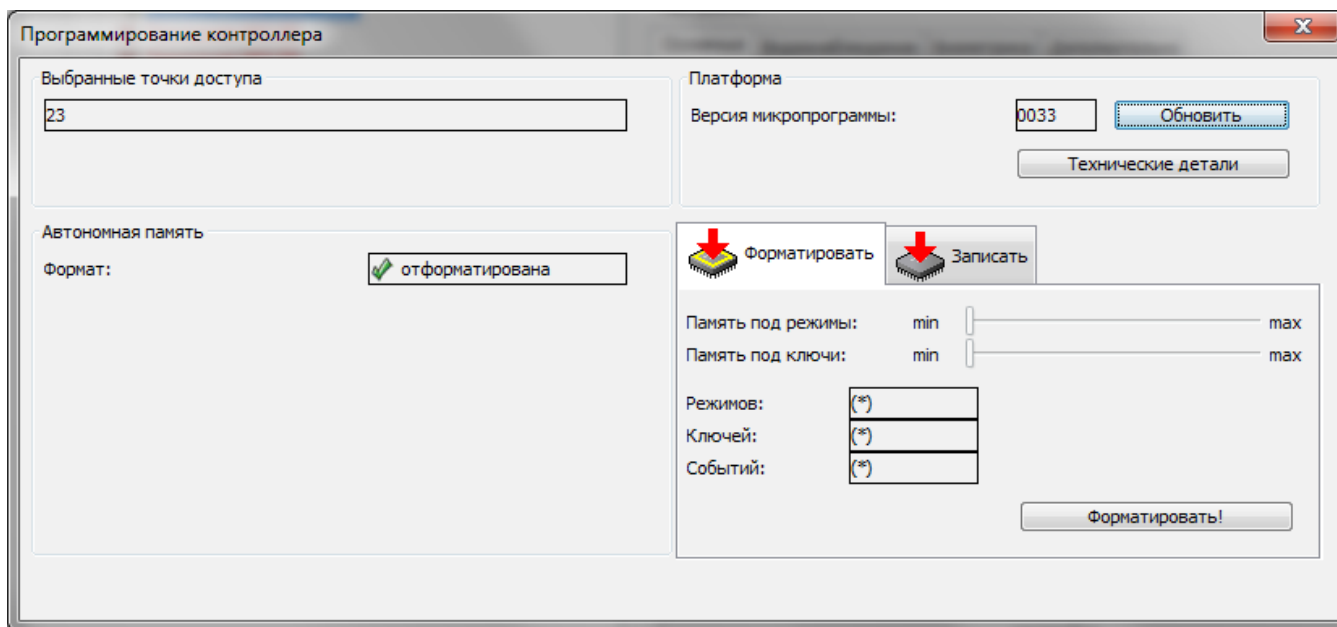 Программирование контроллера
Выбранные точки доступа
23
Платформа
Версия микропрограммы: 0033 Обновить
Технические детали
Автономная память
Формат: отформатирована
Форматировать Записать
Память под режимы: min max
Память под ключи: min max
Режимов: (*)
Ключей: (*)
Событий: (*)
Форматировать!